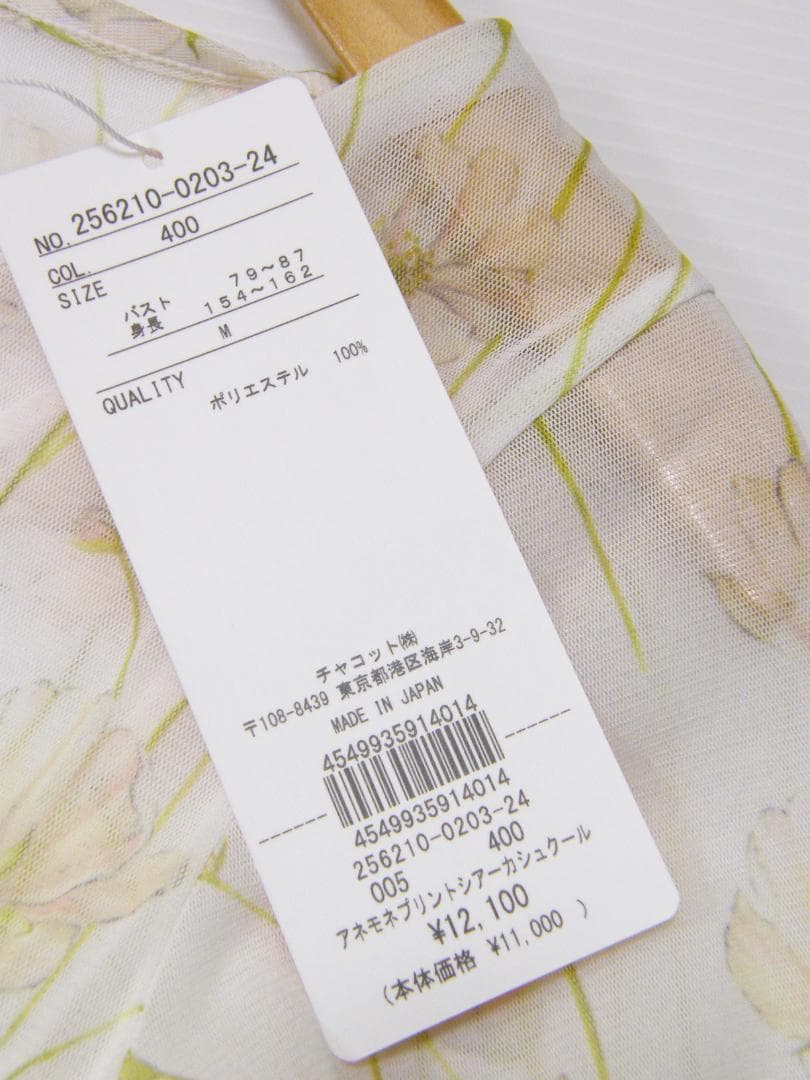 NO. 256210-0203-24
COL. 400
SIZE
バスト 79～87
身長 154～162
M
QUALITY
ポリエステル 100%
チャコット㈱
〒108-8439 東京都港区海岸3-9-32
MADE IN JAPAN
4549935914014
4549935914014
256210-0203-24
005 400
アネモネプリントシアーカシュクール
¥12,100
(本体価格 ¥11,000 )